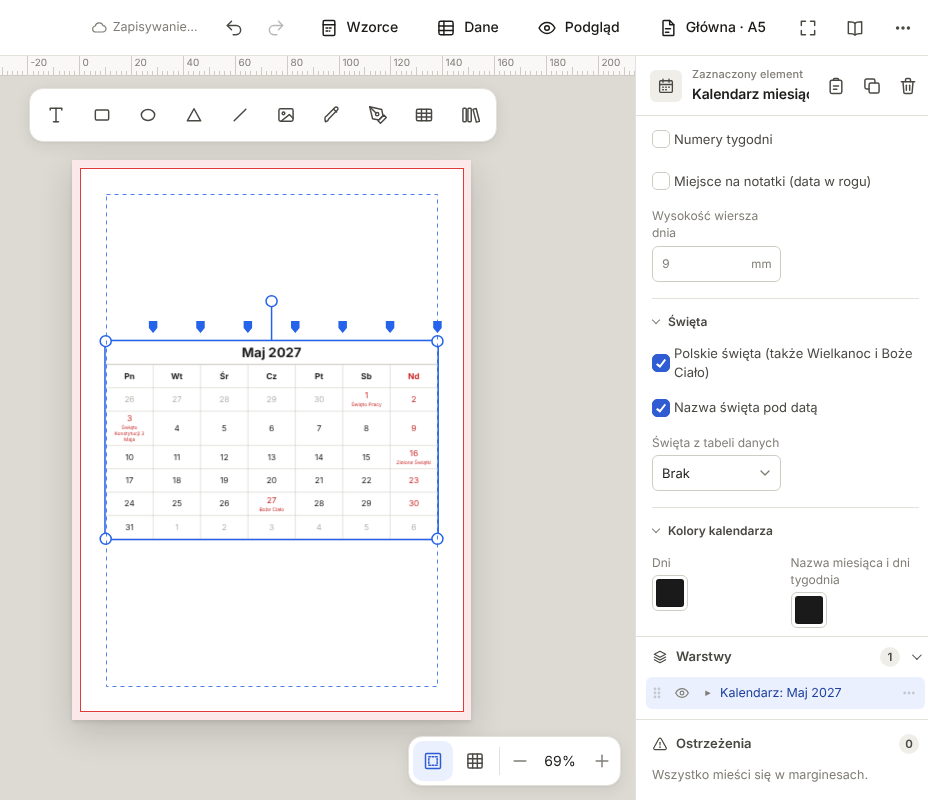 Zapisywanie...
Wzorce
Dane
Podgląd
Główna · A5
-20 0 20 40 60 80 100 120 140 160 180 200
Zaznaczony element
Kalendarz miesiąc
Numery tygodni
Miejsce na notatki (data w rogu)
Wysokość wiersza
dnia
9 mm
Święta
Polskie święta (także Wielkanoc i Boże
Ciało)
Nazwa święta pod datą
Święta z tabeli danych
Brak
Kolory kalendarza
Dni
Nazwa miesiąca i dni
tygodnia
Warstwy 1
Kalendarz: Maj 2027
Ostrzeżenia 0
Wszystko mieści się w marginesach.
Maj 2027
Pn Wt Śr Cz Pt Sb Nd
26 27 28 29 30 1 2
Święto Pracy
3 4 5 6 7 8 9
Święto
Konstytucji 3
Maja
10 11 12 13 14 15 16
Zielone Świątki
17 18 19 20 21 22 23
24 25 26 27 28 29 30
Boże Ciało
31 1 2 3 4 5 6
69%